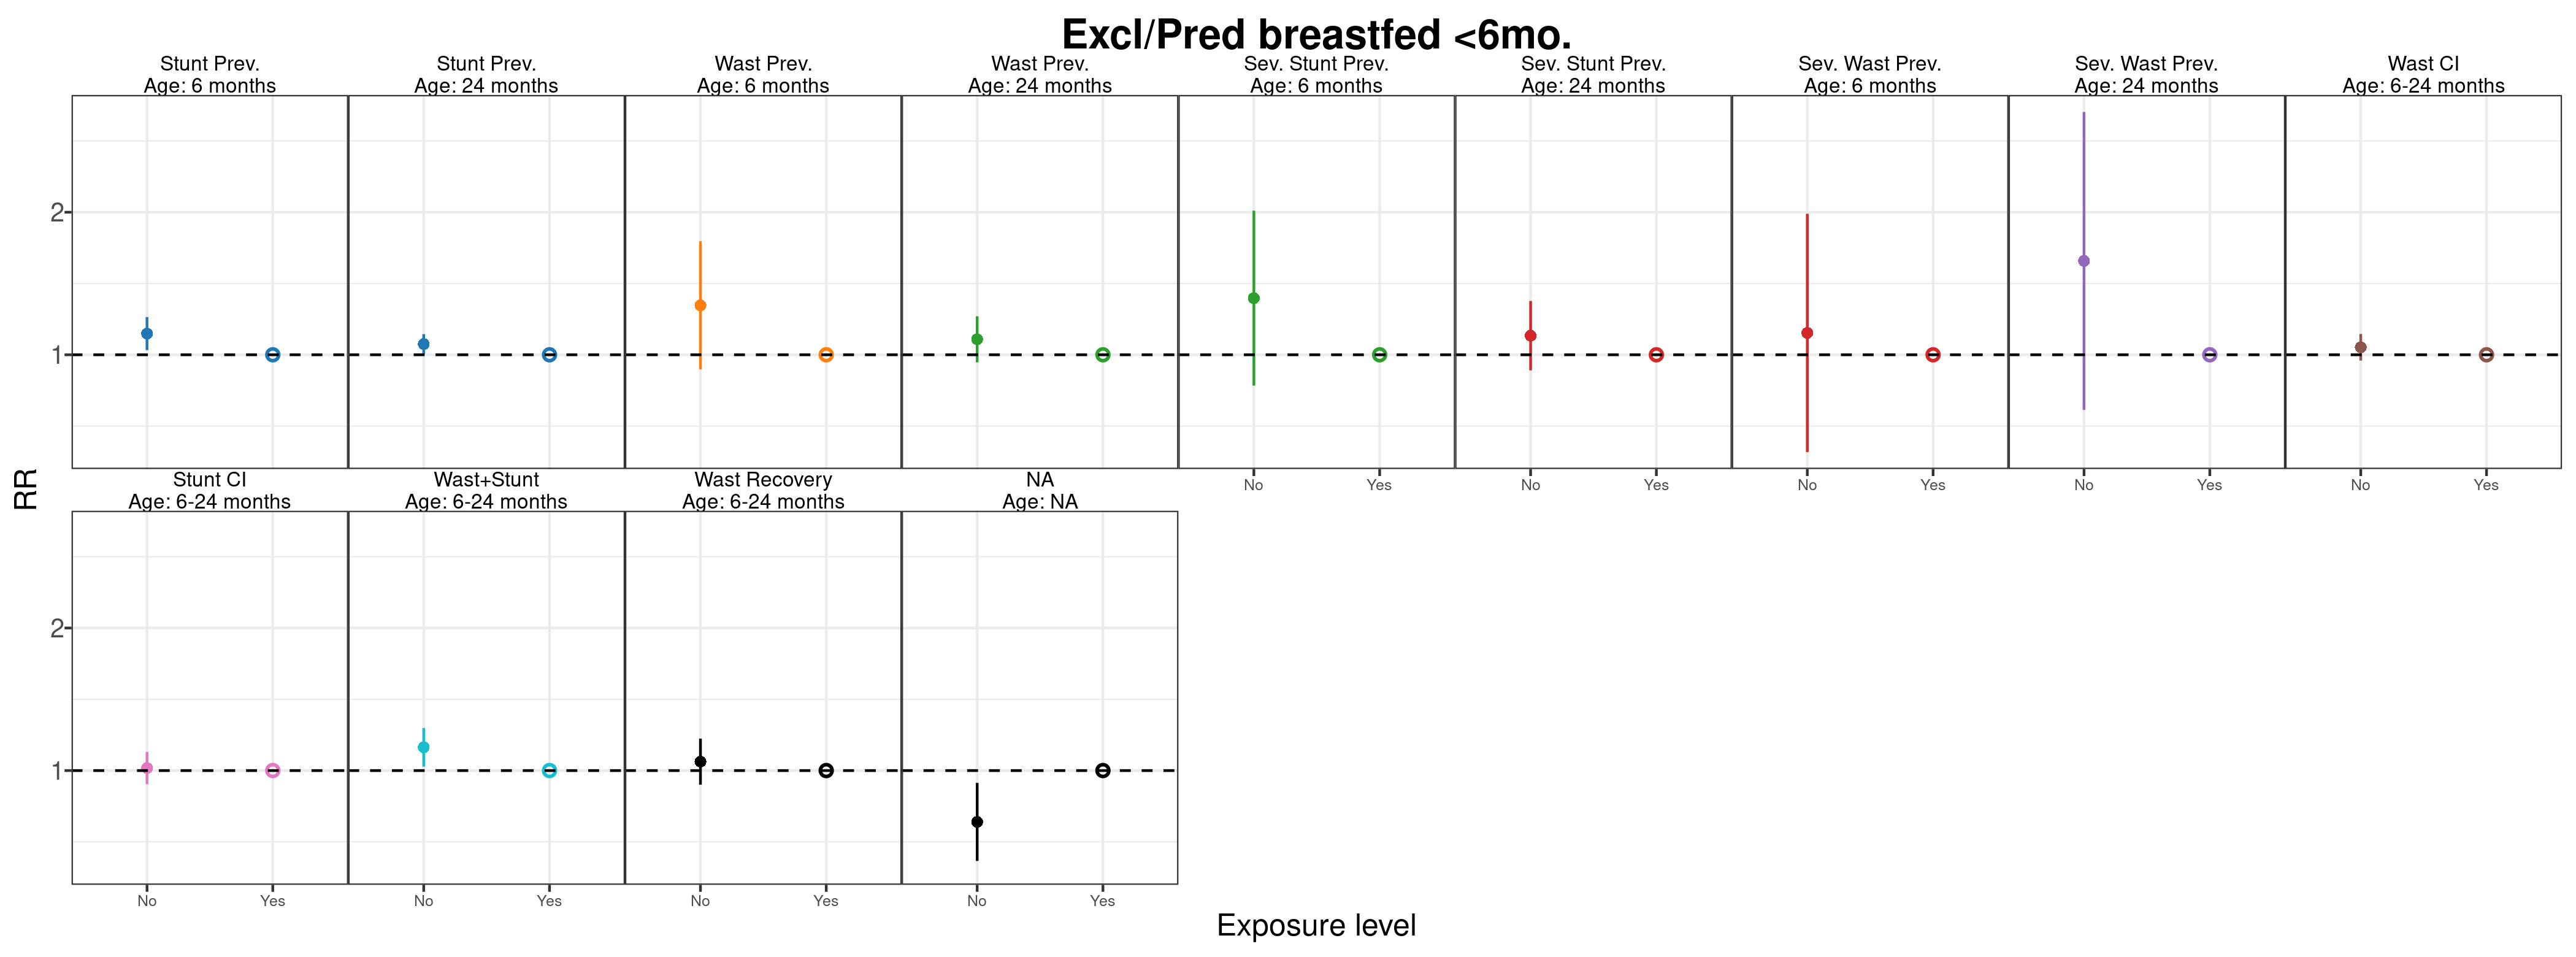 Excl/Pred breastfed <6mo.
Stunt Prev.
Age: 6 months
Stunt Prev.
Age: 24 months
Wast Prev.
Age: 6 months
Wast Prev.
Age: 24 months
Sev. Stunt Prev.
Age: 6 months
Sev. Stunt Prev.
Age: 24 months
Sev. Wast Prev.
Age: 6 months
Sev. Wast Prev.
Age: 24 months
Wast CI
Age: 6-24 months
2
1
No Yes
No Yes
No Yes
No Yes
No Yes
RR
Stunt CI
Age: 6-24 months
Wast+Stunt
Age: 6-24 months
Wast Recovery
Age: 6-24 months
NA
Age: NA
2
1
No Yes
No Yes
No Yes
No Yes
Exposure level